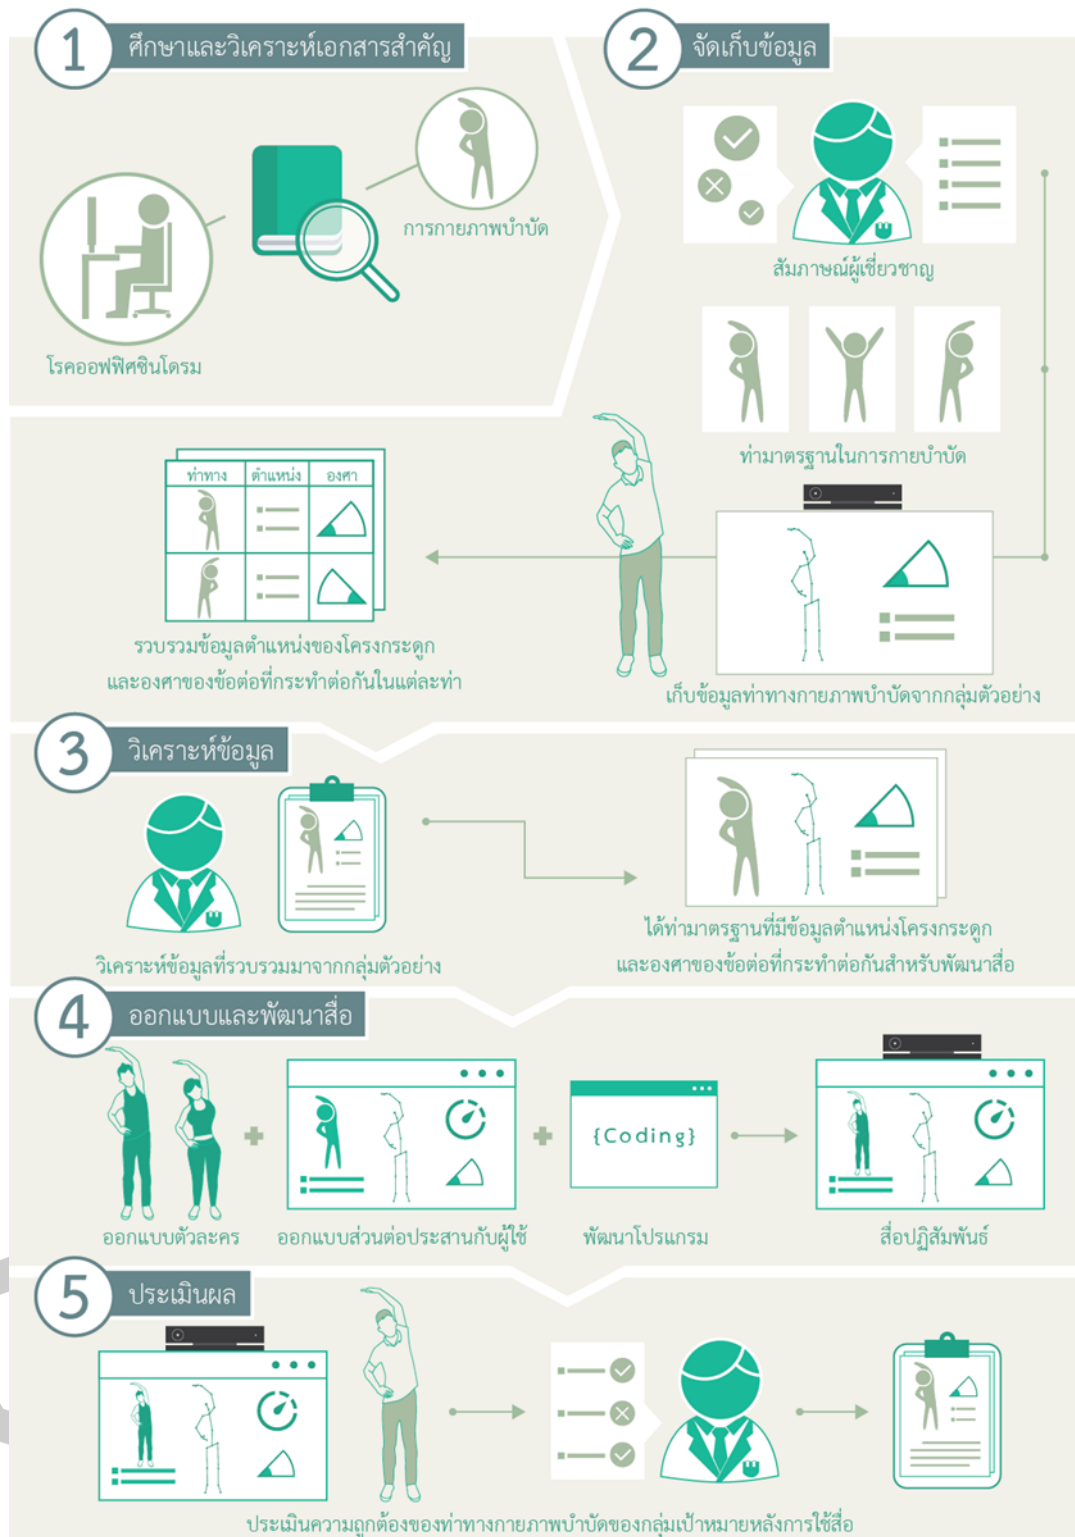 1
ศึกษาและวิเคราะห์เอกสารสำคัญ
การกายภาพบำบัด
โรคออฟฟิศซินโดรม
2
จัดเก็บข้อมูล
สัมภาษณ์ผู้เชี่ยวชาญ
ท่ามาตรฐานในการกายบำบัด
เก็บข้อมูลท่าทางกายภาพบำบัดจากกลุ่มตัวอย่าง
ท่าทาง ตำแหน่ง องศา
รวบรวมข้อมูลตำแหน่งของโครงกระดูก
และองศาของข้อต่อที่กระทำต่อกันในแต่ละท่า
3
วิเคราะห์ข้อมูล
วิเคราะห์ข้อมูลที่รวบรวมมาจากกลุ่มตัวอย่าง
ได้ท่ามาตรฐานที่มีข้อมูลตำแหน่งโครงกระดูก
และองศาของข้อต่อที่กระทำต่อกันสำหรับพัฒนาสื่อ
4
ออกแบบและพัฒนาสื่อ
{Coding}
ออกแบบตัวละคร
ออกแบบส่วนต่อประสานกับผู้ใช้
พัฒนาโปรแกรม
สื่อปฏิสัมพันธ์
5
ประเมินผล
ประเมินความถูกต้องของท่าทางกายภาพบำบัดของกลุ่มเป้าหมายหลังการใช้สื่อ